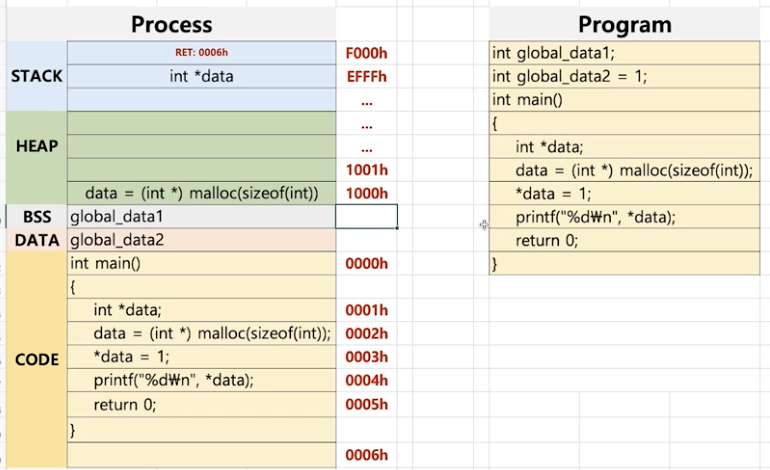 Process Program
RET: 0006h F000h int global_data1;
STACK int *data EFFFh int global_data2 = 1;
... int main()
... {
HEAP ... int *data;
1001h data = (int *) malloc(sizeof(int));
data = (int *) malloc(sizeof(int)) 1000h *data = 1;
BSS global_data1 printf("%d₩n", *data);
DATA global_data2 return 0;
int main() 0000h }
{
int *data; 0001h
data = (int *) malloc(sizeof(int)); 0002h
CODE *data = 1; 0003h
printf("%d₩n", *data); 0004h
return 0; 0005h
}
0006h